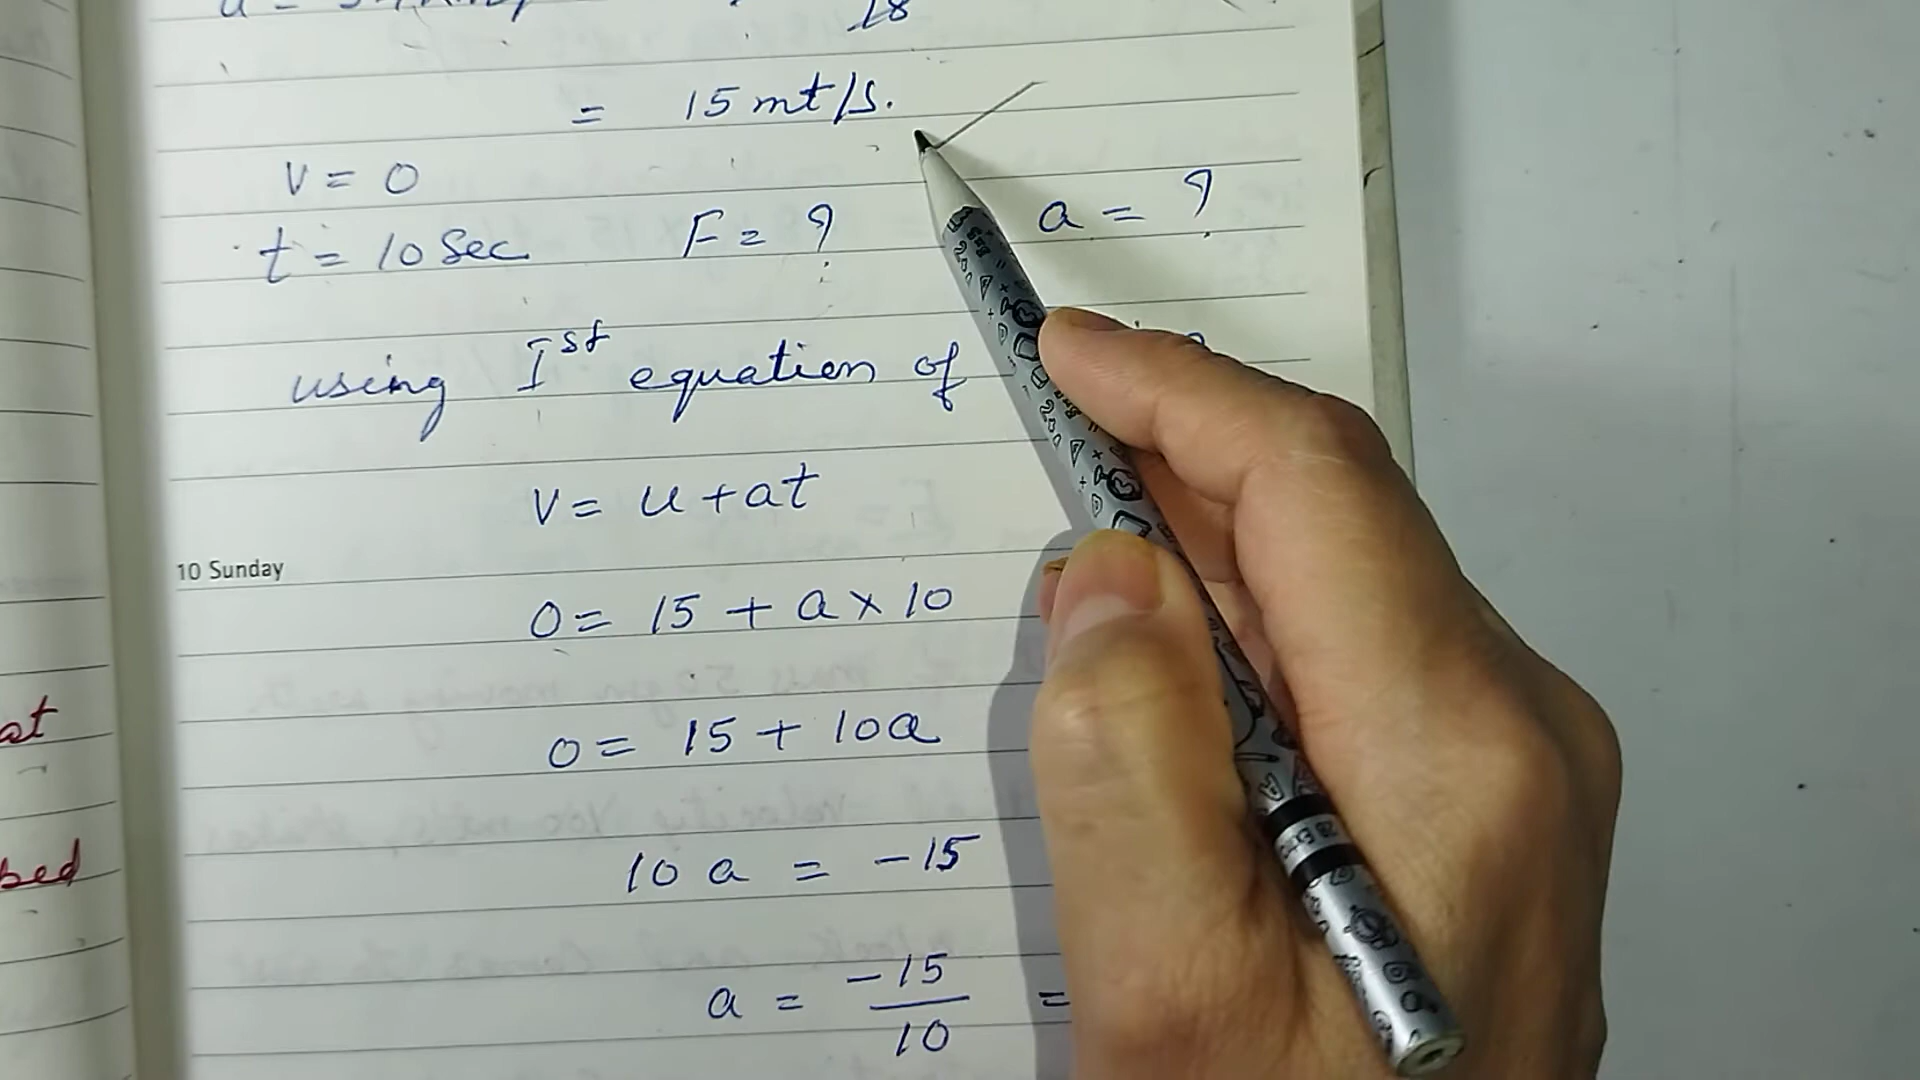 18
= 15 mt/s.
v = 0
t = 10 Sec F = ? a = ?
using Ist equation of
v = u + at
10 Sunday
0 = 15 + a × 10
0 = 15 + 10a
at
10 a = -15
bed
a = -15/10 =